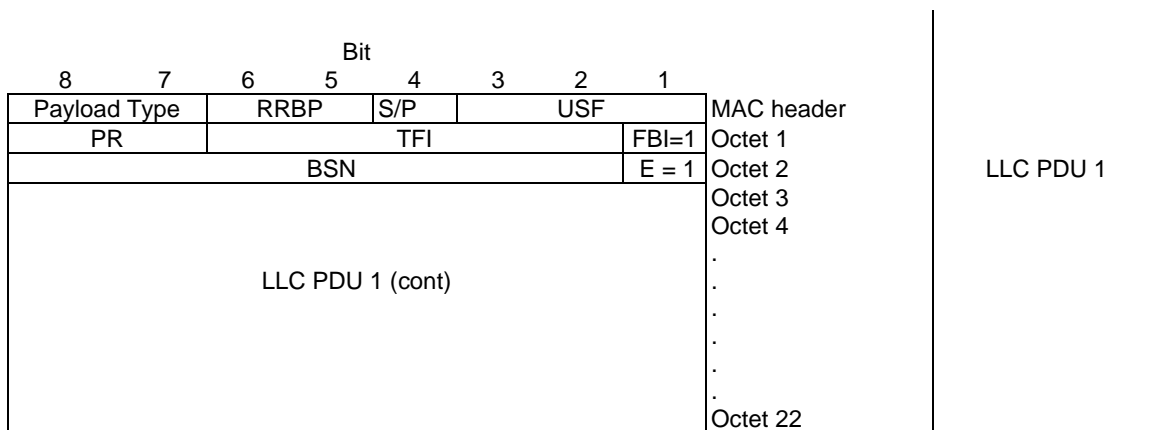 Bit
8 7 6 5 4 3 2 1
Payload Type RRBP S/P USF MAC header
PR TFI FBI=1 Octet 1
BSN E = 1 Octet 2 LLC PDU 1
Octet 3
Octet 4
.
LLC PDU 1 (cont) .
.
.
.
.
Octet 22